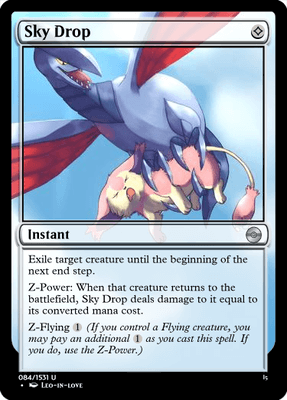 Sky Drop
Instant
Exile target creature until the beginning of the
next end step.
Z-Power: When that creature returns to the
battlefield, Sky Drop deals damage to it equal to
its converted mana cost.
Z-Flying 1 (If you control a Flying creature, you
may pay an additional 1 as you cast this spell. If
you do, use the Z-Power.)
084/1531 U
Is
• Leo-in-love